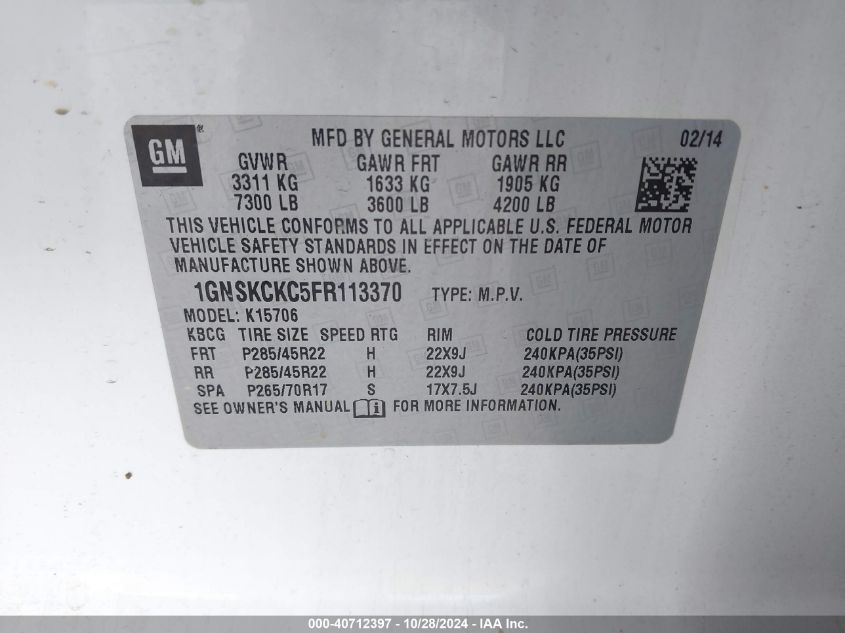 GM ®
MFD BY GENERAL MOTORS LLC 02/14
GVWR GAWR FRT GAWR RR
3311 KG 1633 KG 1905 KG
7300 LB 3600 LB 4200 LB
THIS VEHICLE CONFORMS TO ALL APPLICABLE U.S. FEDERAL MOTOR
VEHICLE SAFETY STANDARDS IN EFFECT ON THE DATE OF
MANUFACTURE SHOWN ABOVE.
1GNSKCKC5FR113370 TYPE: M.P.V.
MODEL: K15706
KBCG TIRE SIZE SPEED RTG RIM COLD TIRE PRESSURE
FRT P285/45R22 H 22X9J 240KPA(35PSI)
RR P285/45R22 H 22X9J 240KPA(35PSI)
SPA P265/70R17 S 17X7.5J 240KPA(35PSI)
SEE OWNER'S MANUAL i FOR MORE INFORMATION.
000-40712397 - 10/28/2024 - IAA Inc.